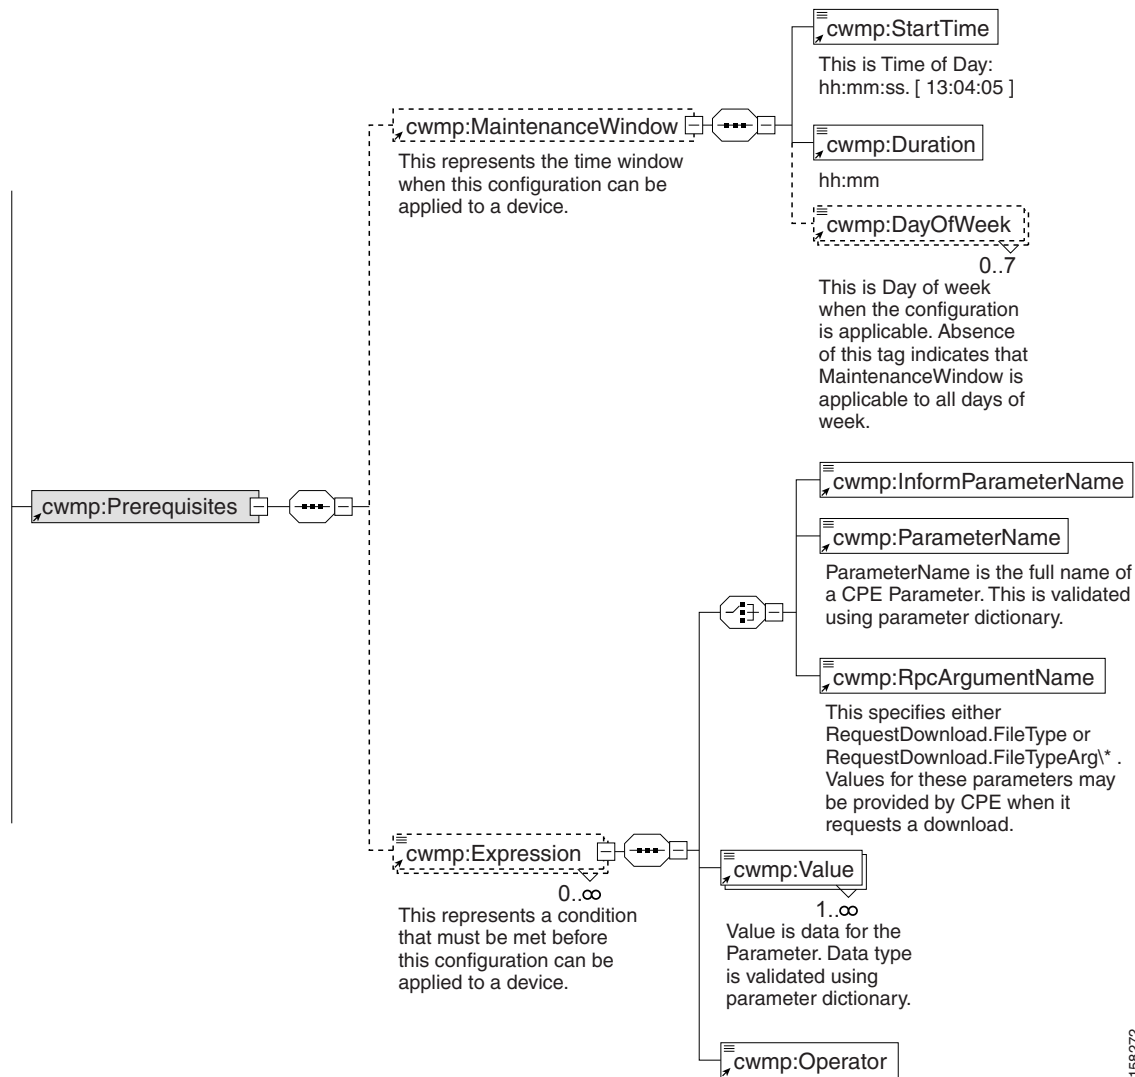 cwmp:StartTime
This is Time of Day:
hh:mm:ss. [ 13:04:05 ]
cwmp:MaintenanceWindow
This represents the time window
when this configuration can be
applied to a device.
cwmp:Duration
hh:mm
cwmp:DayOfWeek
0..7
This is Day of week
when the configuration
is applicable. Absence
of this tag indicates that
MaintenanceWindow is
applicable to all days of
week.
cwmp:Prerequisites
cwmp:InformParameterName
cwmp:ParameterName
ParameterName is the full name of
a CPE Parameter. This is validated
using parameter dictionary.
cwmp:RpcArgumentName
This specifies either
RequestDownload.FileType or
RequestDownload.FileTypeArg\* .
Values for these parameters may
be provided by CPE when it
requests a download.
cwmp:Expression
0..∞
This represents a condition
that must be met before
this configuration can be
applied to a device.
cwmp:Value
1..∞
Value is data for the
Parameter. Data type
is validated using
parameter dictionary.
cwmp:Operator
158272